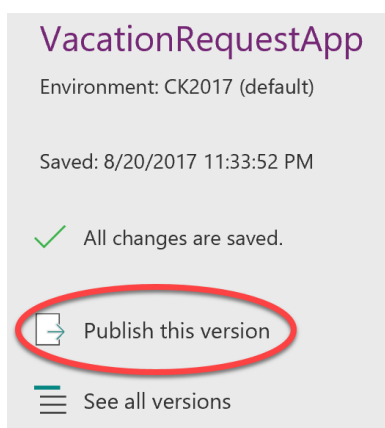 VacationRequestApp
Environment: CK2017 (default)
Saved: 8/20/2017 11:33:52 PM
All changes are saved.
Publish this version
See all versions